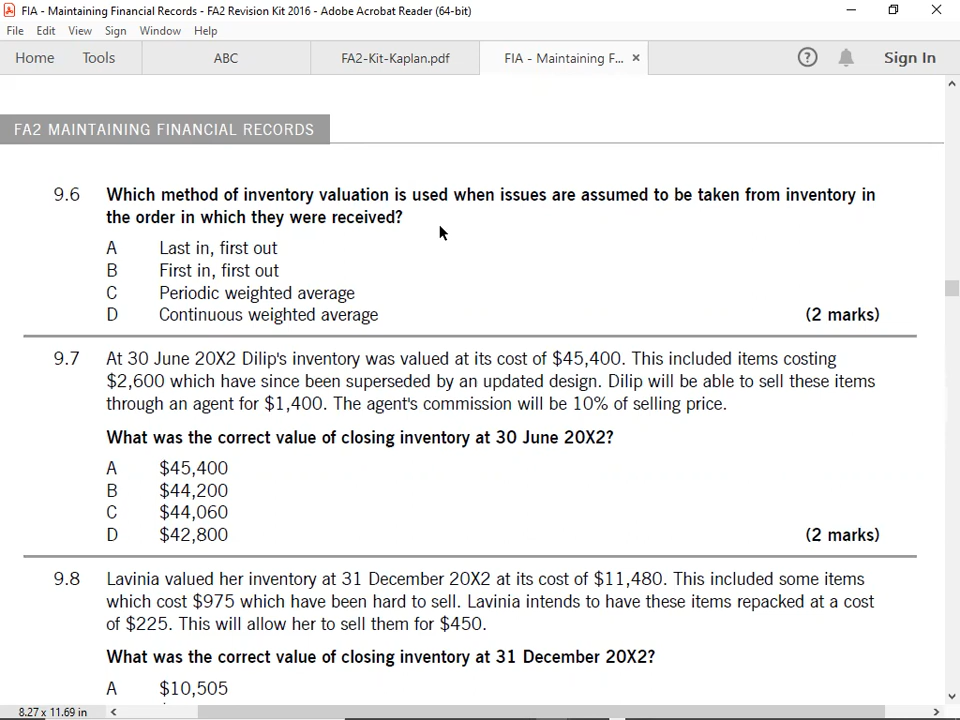 FIA - Maintaining Financial Records - FA2 Revision Kit 2016 - Adobe Acrobat Reader (64-bit)
File Edit View Sign Window Help
Home Tools ABC FA2-Kit-Kaplan.pdf FIA - Maintaining F... × ? Sign In
FA2 MAINTAINING FINANCIAL RECORDS
9.6 Which method of inventory valuation is used when issues are assumed to be taken from inventory in
the order in which they were received?
A Last in, first out
B First in, first out
C Periodic weighted average
D Continuous weighted average (2 marks)
9.7 At 30 June 20X2 Dilip's inventory was valued at its cost of $45,400. This included items costing
$2,600 which have since been superseded by an updated design. Dilip will be able to sell these items
through an agent for $1,400. The agent's commission will be 10% of selling price.
What was the correct value of closing inventory at 30 June 20X2?
A $45,400
B $44,200
C $44,060
D $42,800 (2 marks)
9.8 Lavinia valued her inventory at 31 December 20X2 at its cost of $11,480. This included some items
which cost $975 which have been hard to sell. Lavinia intends to have these items repacked at a cost
of $225. This will allow her to sell them for $450.
What was the correct value of closing inventory at 31 December 20X2?
A $10,505
8.27 x 11.69 in